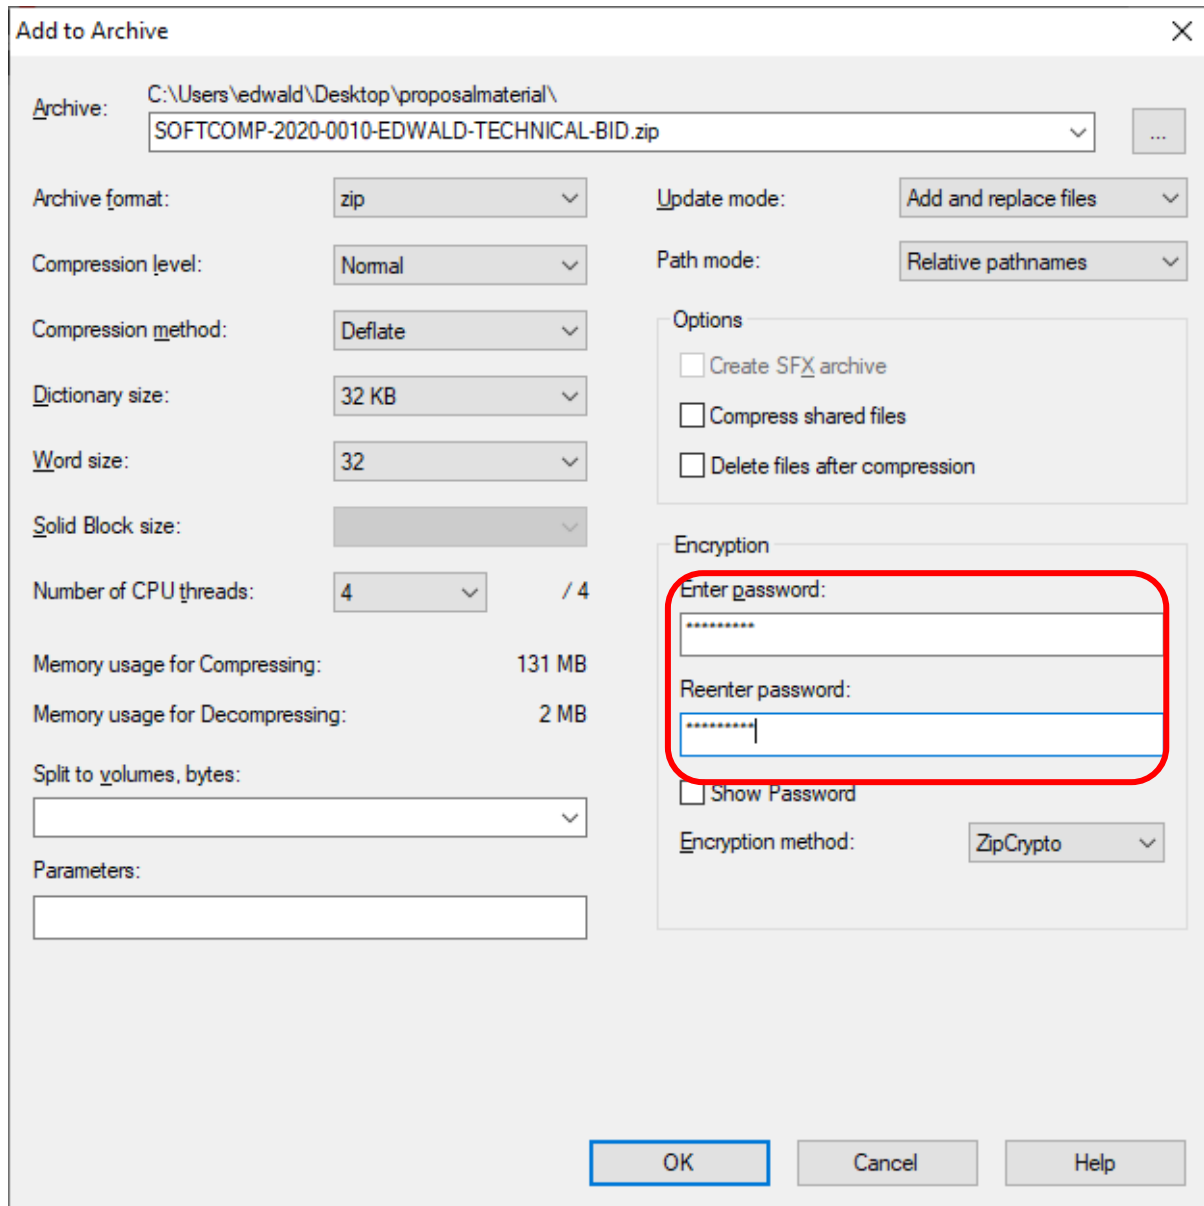 Add to Archive
Archive:
C:\Users\edwald\Desktop\proposalmaterial\
SOFTCOMP-2020-0010-EDWALD-TECHNICAL-BID.zip
...
Archive format: zip
Compression level: Normal
Compression method: Deflate
Dictionary size: 32 KB
Word size: 32
Solid Block size:
Number of CPU threads: 4 / 4
Memory usage for Compressing: 131 MB
Memory usage for Decompressing: 2 MB
Split to volumes, bytes:
Parameters:
Update mode: Add and replace files
Path mode: Relative pathnames
Options
Create SFX archive
Compress shared files
Delete files after compression
Encryption
Enter password:
*********
Reenter password:
*********
Show Password
Encryption method: ZipCrypto
OK Cancel Help